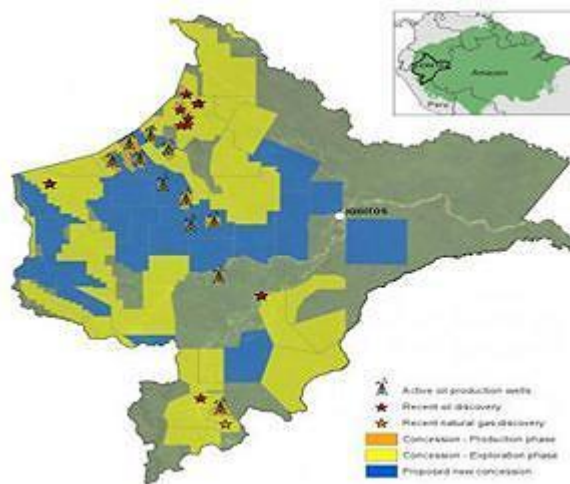 Amazon
Peru
Iquitos
Active oil production wells
Recent oil discovery
Recent natural gas discovery
Concession - Production phase
Concession - Exploration phase
Proposed new concession